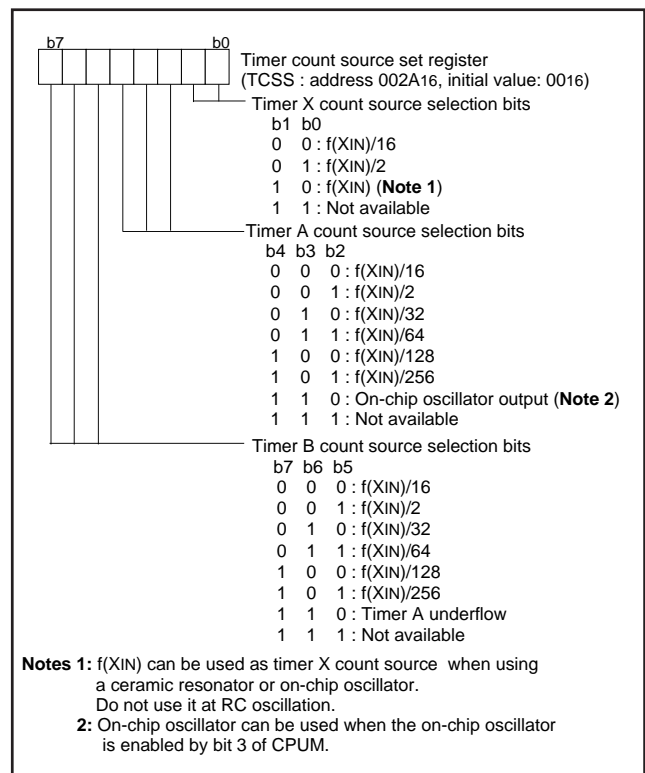 b7 b0
Timer count source set register
(TCSS : address 002A16, initial value: 0016)
Timer X count source selection bits
b1 b0
0 0 : f(XIN)/16
0 1 : f(XIN)/2
1 0 : f(XIN) (Note 1)
1 1 : Not available
Timer A count source selection bits
b4 b3 b2
0 0 0 : f(XIN)/16
0 0 1 : f(XIN)/2
0 1 0 : f(XIN)/32
0 1 1 : f(XIN)/64
1 0 0 : f(XIN)/128
1 0 1 : f(XIN)/256
1 1 0 : On-chip oscillator output (Note 2)
1 1 1 : Not available
Timer B count source selection bits
b7 b6 b5
0 0 0 : f(XIN)/16
0 0 1 : f(XIN)/2
0 1 0 : f(XIN)/32
0 1 1 : f(XIN)/64
1 0 0 : f(XIN)/128
1 0 1 : f(XIN)/256
1 1 0 : Timer A underflow
1 1 1 : Not available
Notes 1: f(XIN) can be used as timer X count source when using
a ceramic resonator or on-chip oscillator.
Do not use it at RC oscillation.
2: On-chip oscillator can be used when the on-chip oscillator
is enabled by bit 3 of CPUM.